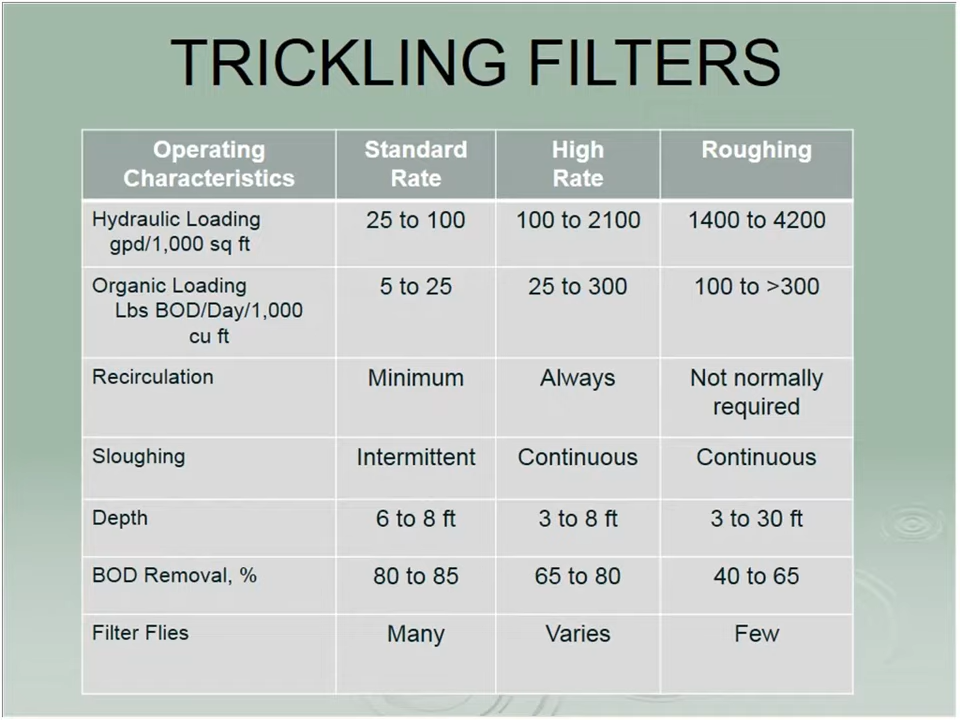 TRICKLING FILTERS
Operating Characteristics | Standard Rate | High Rate | Roughing
Hydraulic Loading gpd/1,000 sq ft | 25 to 100 | 100 to 2100 | 1400 to 4200
Organic Loading Lbs BOD/Day/1,000 cu ft | 5 to 25 | 25 to 300 | 100 to >300
Recirculation | Minimum | Always | Not normally required
Sloughing | Intermittent | Continuous | Continuous
Depth | 6 to 8 ft | 3 to 8 ft | 3 to 30 ft
BOD Removal, % | 80 to 85 | 65 to 80 | 40 to 65
Filter Flies | Many | Varies | Few